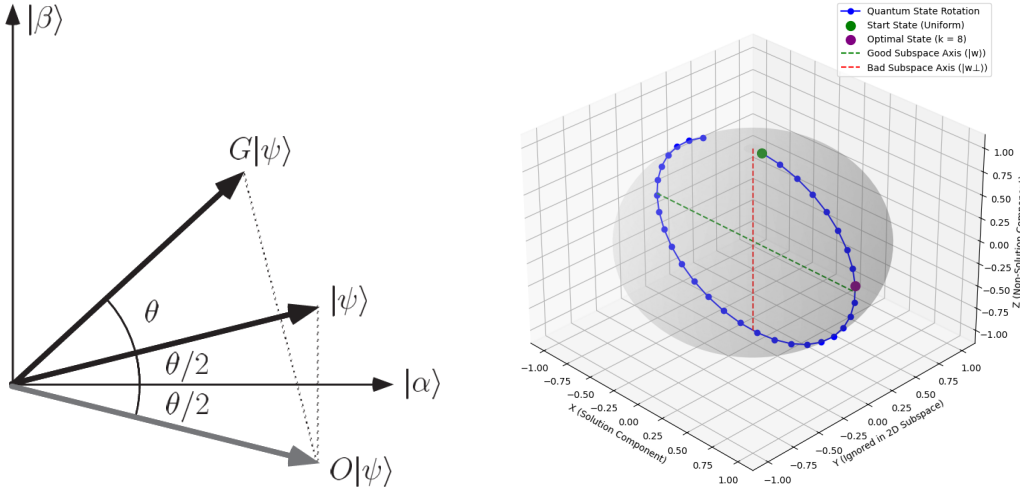 |β⟩
G|ψ⟩
θ
|ψ⟩
θ/2
|α⟩
θ/2
O|ψ⟩
Quantum State Rotation
Start State (Uniform)
Optimal State (k = 8)
Good Subspace Axis (|w⟩)
Bad Subspace Axis (|w⊥⟩)
1.00
0.75
0.50
0.25
0.00
−0.25
−0.50
−0.75
−1.00
Z (Non-Solution
−1.00
−0.75
−0.50
−0.25
0.00
0.25
0.50
0.75
1.00
X (Solution Component)
−1.00
−0.75
−0.50
−0.25
0.00
0.25
0.50
0.75
1.00
Y (Ignored in 2D Subspace)